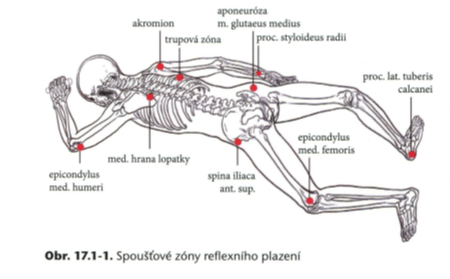 aponeuróza
m. glutaeus medius
akromion
trupová zóna
proc. styloideus radii
proc. lat. tuberis
calcanei
epicondylus
med. femoris
med. hrana lopatky
epicondylus
med. humeri
spina iliaca
ant. sup.
Obr. 17.1-1. Spoušťové zóny reflexního plazení